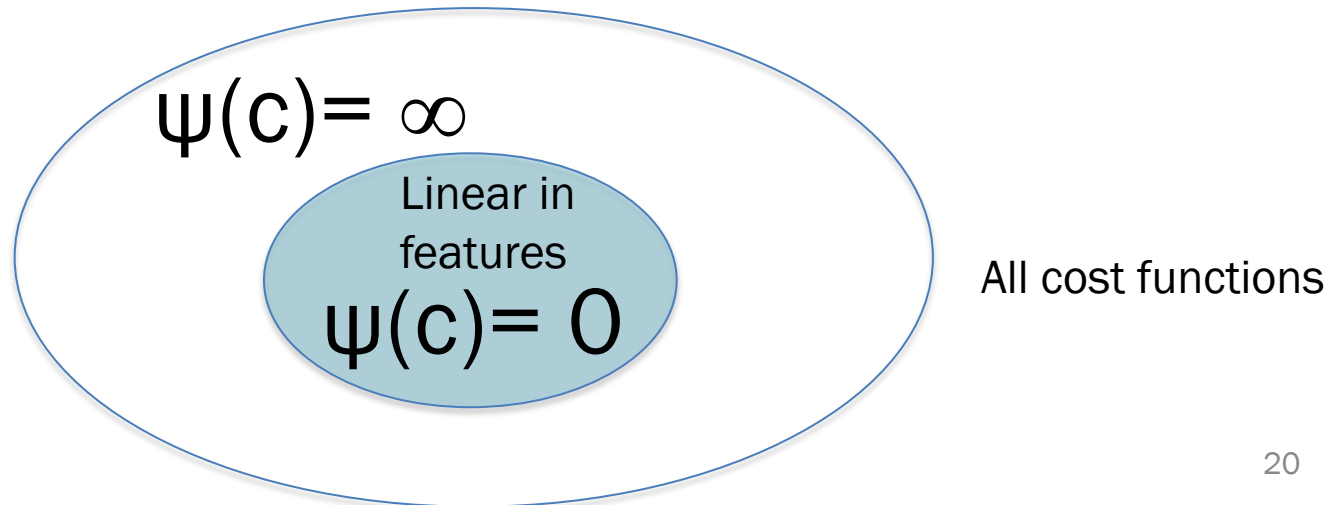 ψ(c)= ∞
Linear in
features
ψ(c)= 0
All cost functions
20